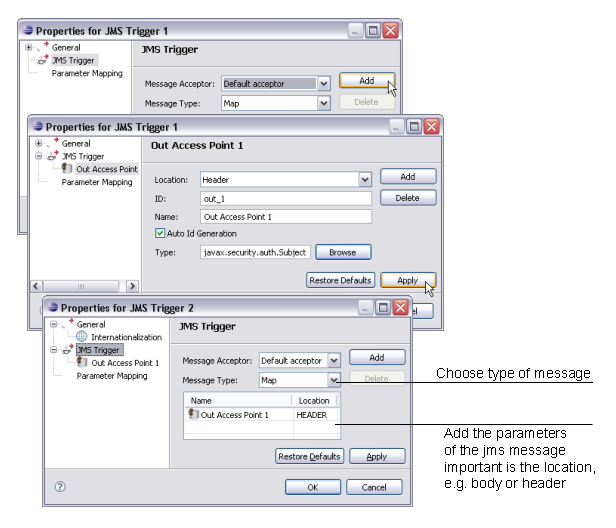 Properties for JMS Trigger 1
General
JMS Trigger
Parameter Mapping
JMS Trigger
Message Acceptor: Default acceptor Add
Message Type: Map Delete
Properties for JMS Trigger 1
General
JMS Trigger
Out Access Point
Parameter Mapping
Out Access Point 1
Location: Header Add
ID: out_1 Delete
Name: Out Access Point 1
Auto Id Generation
Type: javax.security.auth.Subject Browse
Restore Defaults Apply
Properties for JMS Trigger 2
General
Internationalization
JMS Trigger
Out Access Point 1
Parameter Mapping
JMS Trigger
Message Acceptor: Default acceptor Add
Message Type: Map Delete
Name Location
Out Access Point 1 HEADER
Restore Defaults Apply
? OK Cancel
Choose type of message
Add the parameters
of the jms message
important is the location,
e.g. body or header